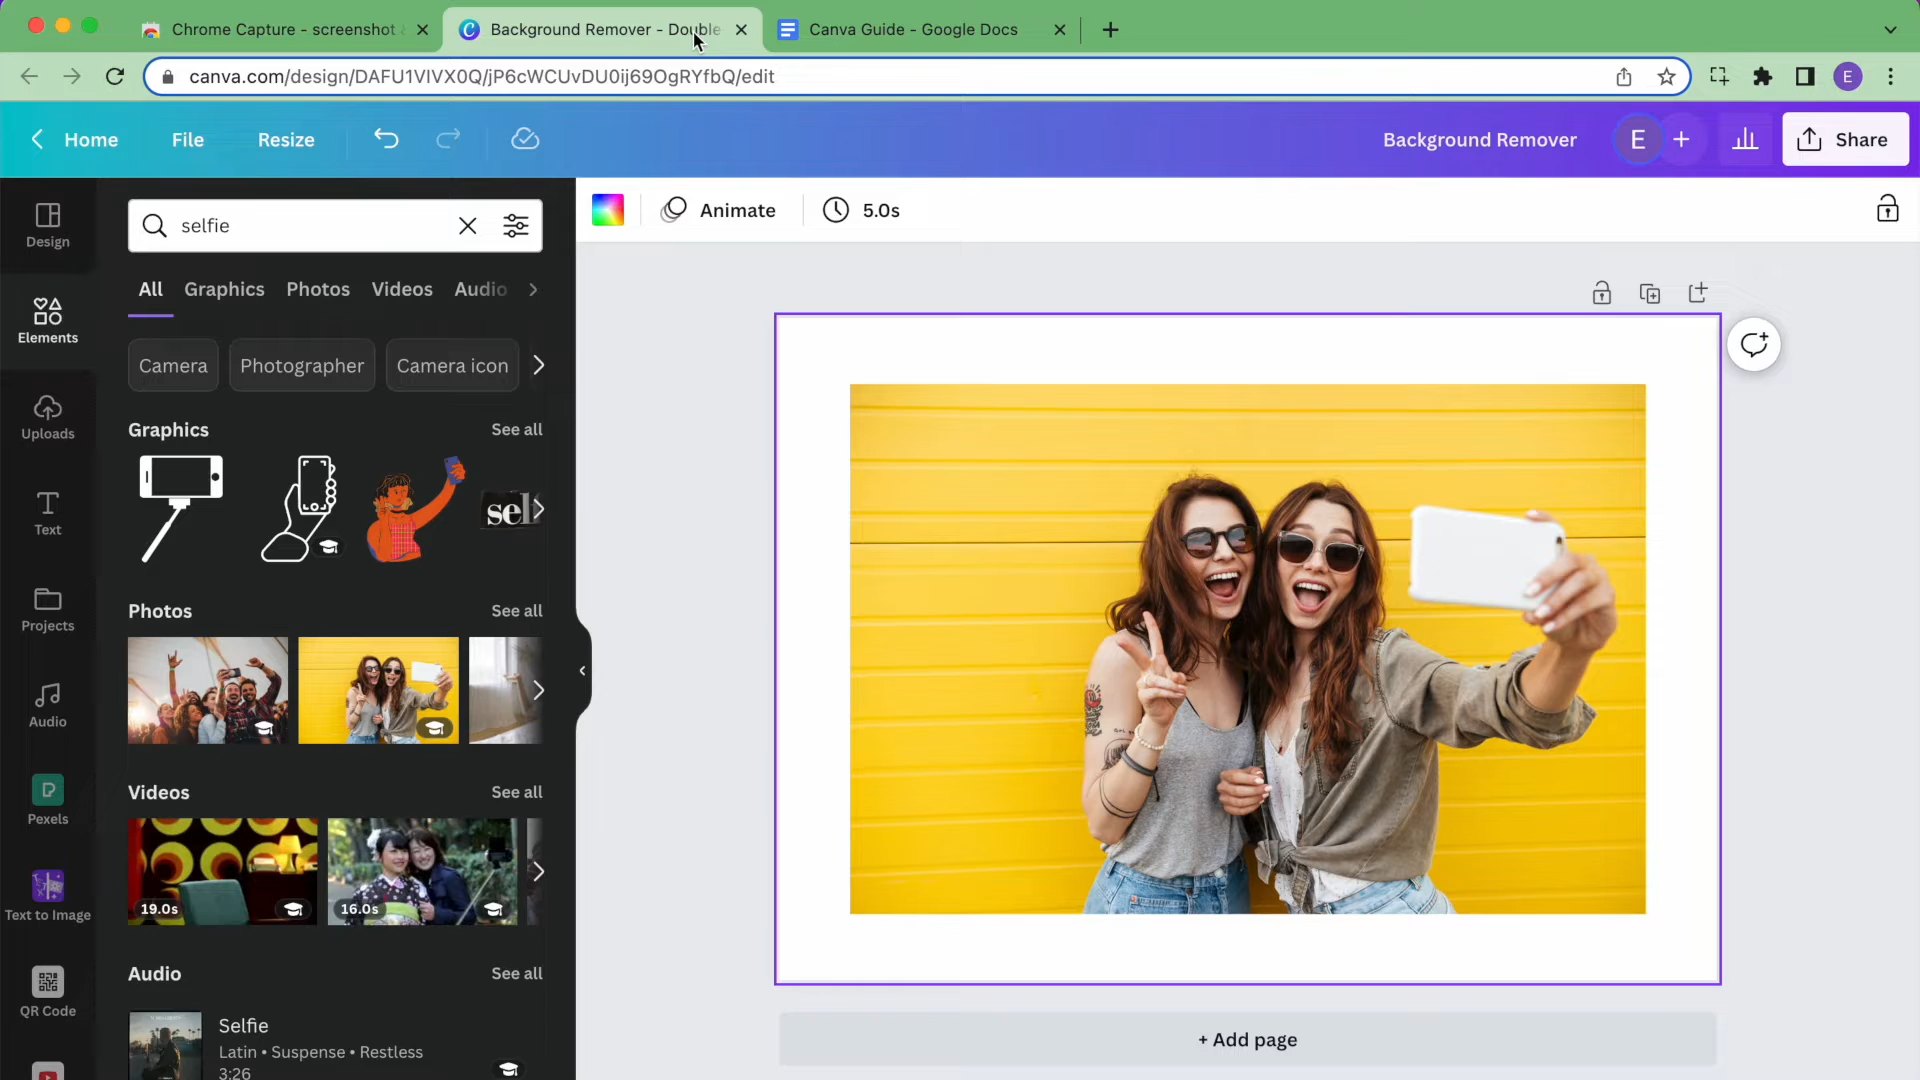 Chrome Capture - screenshot &
Background Remover - Double
Canva Guide - Google Docs
canva.com/design/DAFU1VIVX0Q/jP6cWCUvDU0ij69OgRYfbQ/edit
E
Home
File
Resize
Background Remover
E
Share
Design
Elements
Uploads
Text
Projects
Audio
Pexels
Text to Image
QR Code
selfie
All
Graphics
Photos
Videos
Audio
Camera
Photographer
Camera icon
Graphics
See all
sel
Photos
See all
Videos
See all
19.0s
16.0s
Audio
See all
Selfie
Latin • Suspense • Restless
3:26
Animate
5.0s
+ Add page